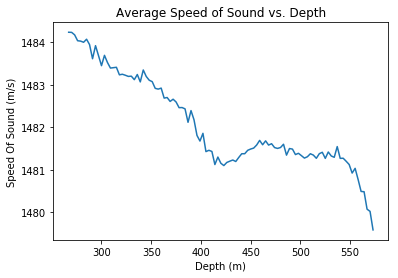 Average Speed of Sound vs. Depth
Speed Of Sound (m/s)
1484
1483
1482
1481
1480
300 350 400 450 500 550
Depth (m)